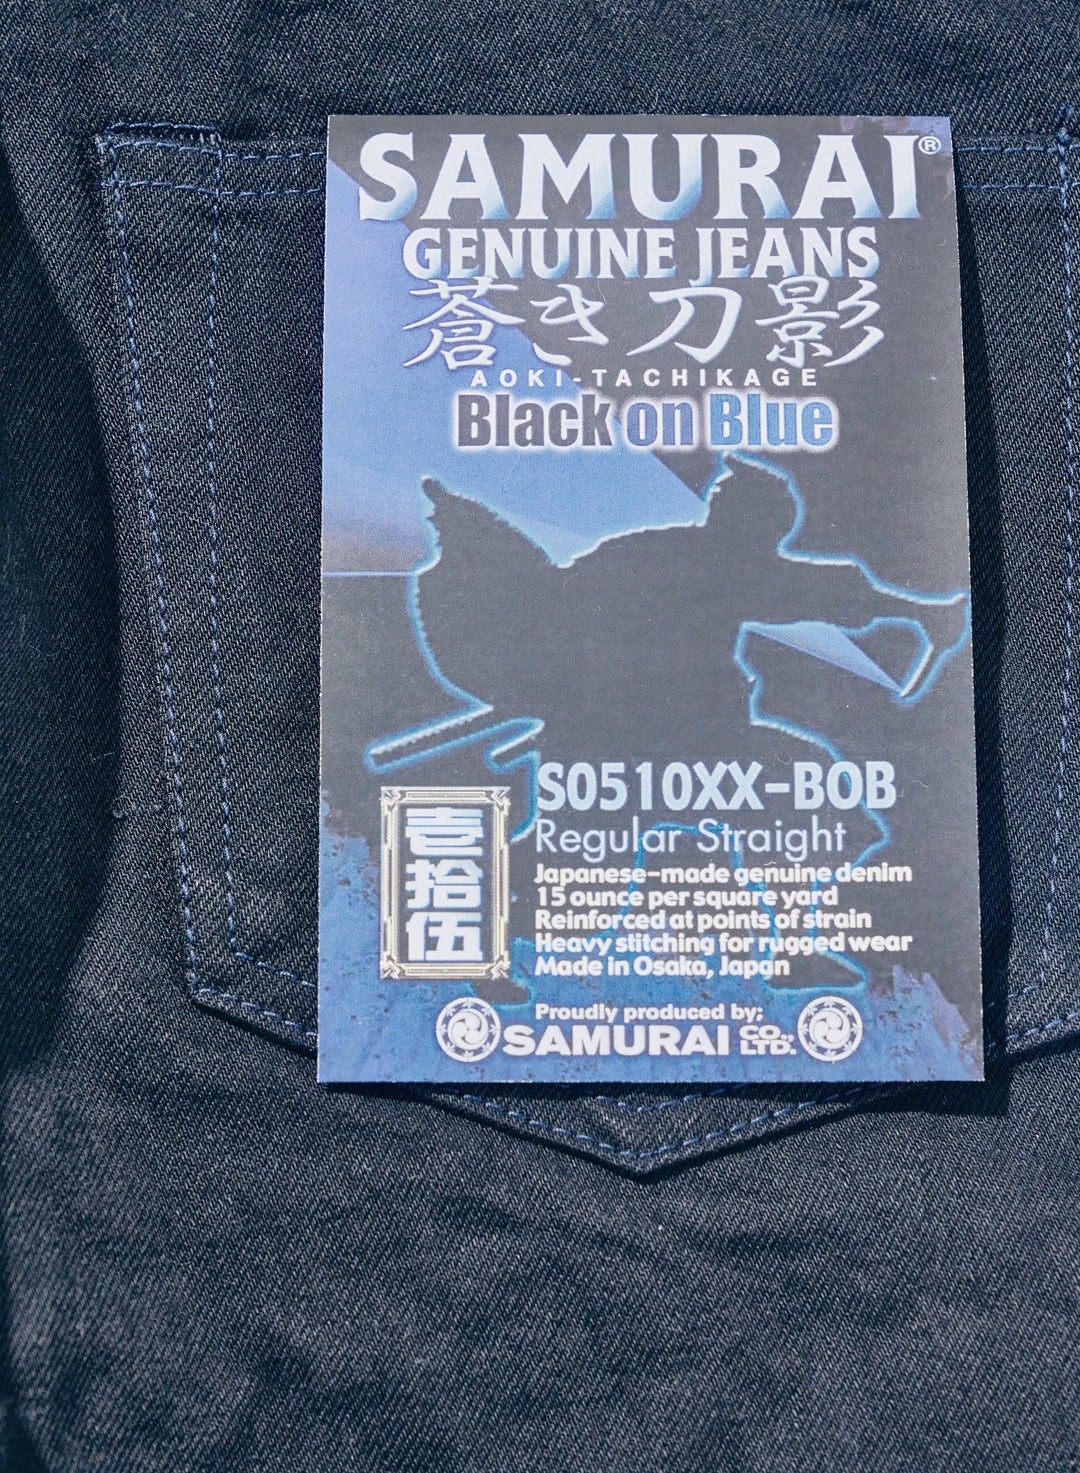 SAMURAI®
GENUINE JEANS
蒼き刀影
AOKI-TACHIKAGE
Black on Blue
S0510XX-BOB
Regular Straight
壱拾伍
Japanese-made genuine denim
15 ounce per square yard
Reinforced at points of strain
Heavy stitching for rugged wear
Made in Osaka, Japan
Proudly produced by;
SAMURAI CO., LTD.